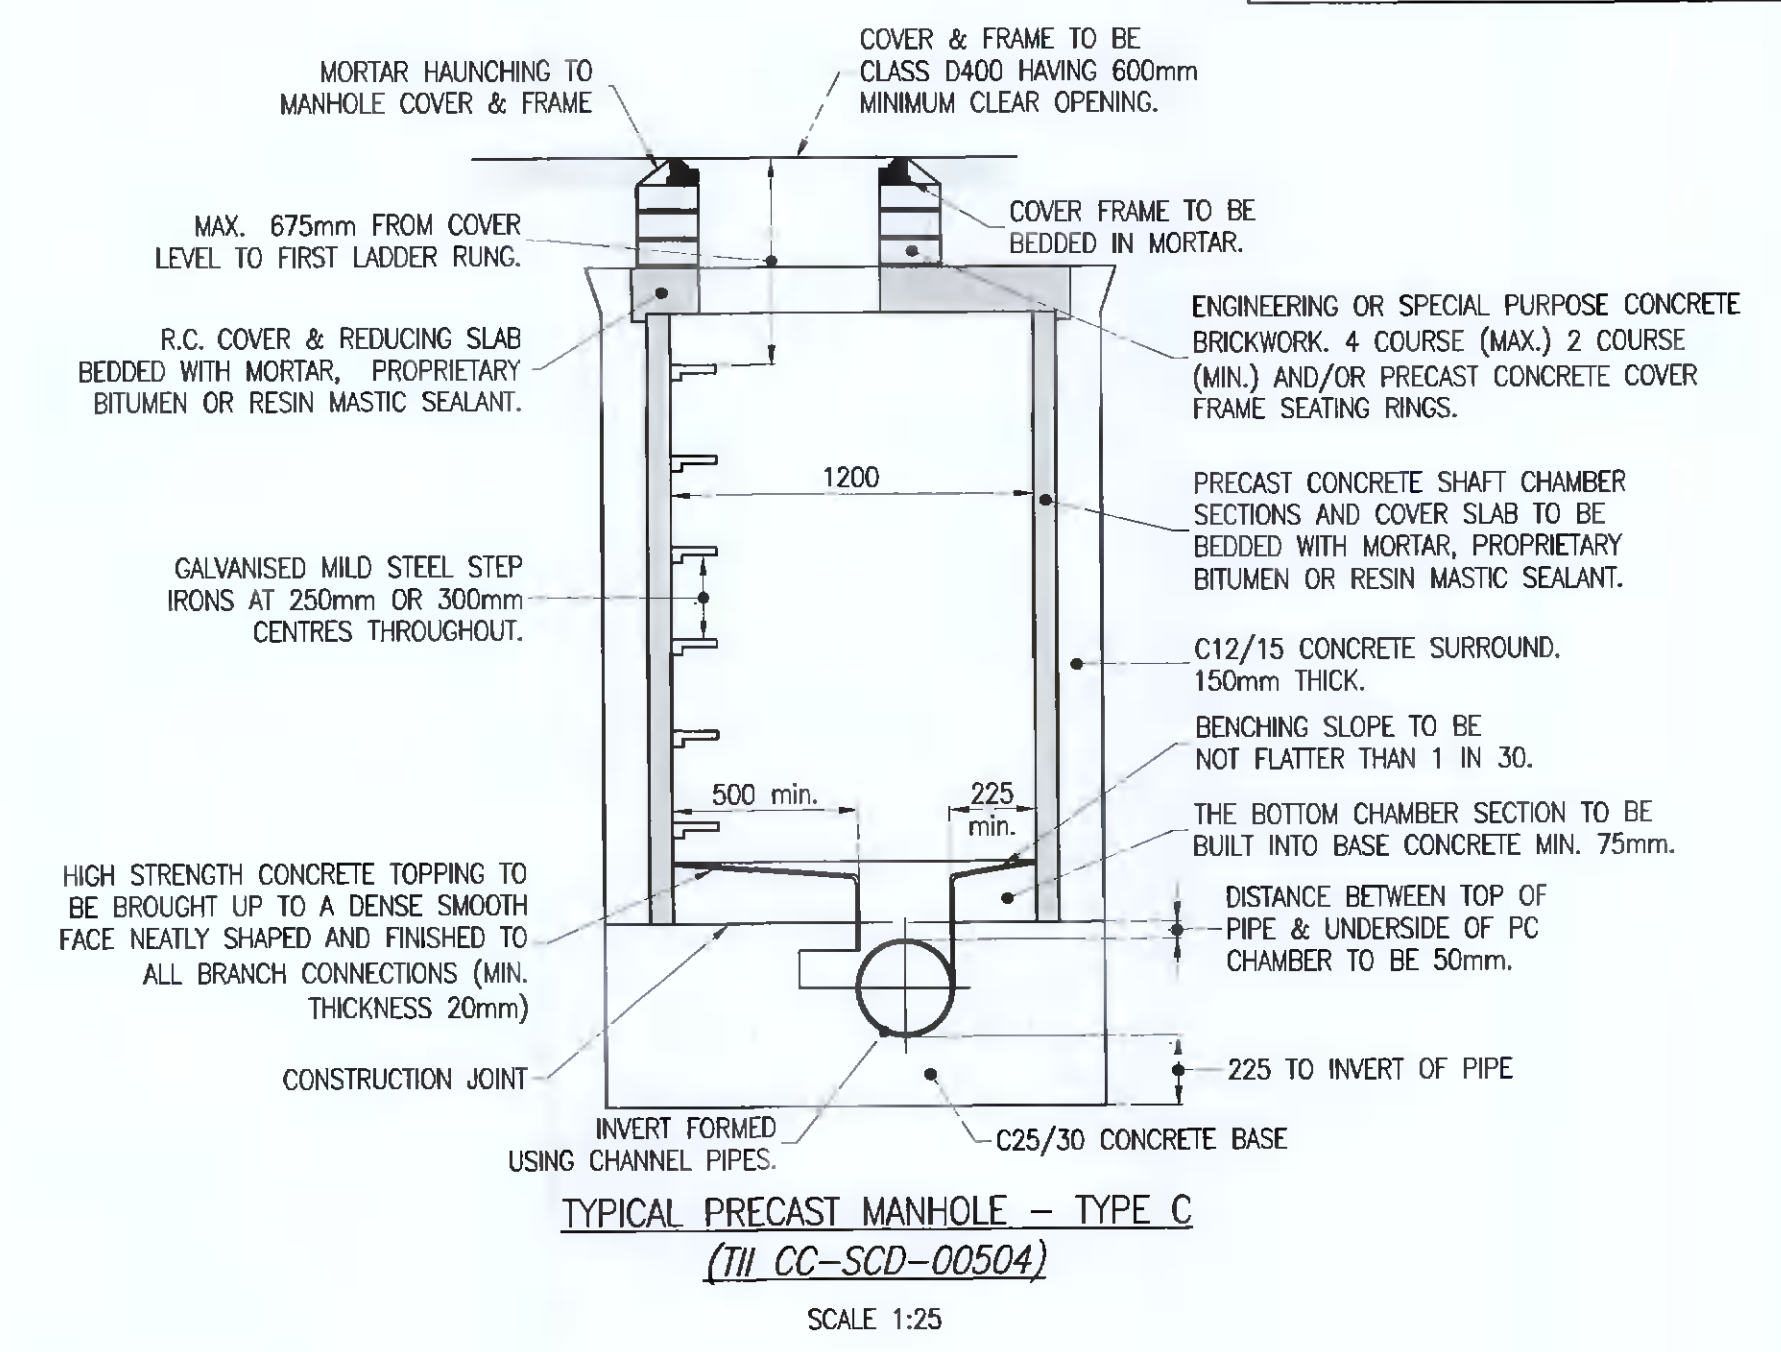 COVER & FRAME TO BE
CLASS D400 HAVING 600mm
MINIMUM CLEAR OPENING.
MORTAR HAUNCHING TO
MANHOLE COVER & FRAME
MAX. 675mm FROM COVER
LEVEL TO FIRST LADDER RUNG.
COVER FRAME TO BE
BEDDED IN MORTAR.
R.C. COVER & REDUCING SLAB
BEDDED WITH MORTAR, PROPRIETARY
BITUMEN OR RESIN MASTIC SEALANT.
ENGINEERING OR SPECIAL PURPOSE CONCRETE
BRICKWORK. 4 COURSE (MAX.) 2 COURSE
(MIN.) AND/OR PRECAST CONCRETE COVER
FRAME SEATING RINGS.
1200
PRECAST CONCRETE SHAFT CHAMBER
SECTIONS AND COVER SLAB TO BE
BEDDED WITH MORTAR, PROPRIETARY
BITUMEN OR RESIN MASTIC SEALANT.
GALVANISED MILD STEEL STEP
IRONS AT 250mm OR 300mm
CENTRES THROUGHOUT.
C12/15 CONCRETE SURROUND.
150mm THICK.
BENCHING SLOPE TO BE
NOT FLATTER THAN 1 IN 30.
500 min.
225
min.
THE BOTTOM CHAMBER SECTION TO BE
BUILT INTO BASE CONCRETE MIN. 75mm.
HIGH STRENGTH CONCRETE TOPPING TO
BE BROUGHT UP TO A DENSE SMOOTH
FACE NEATLY SHAPED AND FINISHED TO
ALL BRANCH CONNECTIONS (MIN.
THICKNESS 20mm)
DISTANCE BETWEEN TOP OF
PIPE & UNDERSIDE OF PC
CHAMBER TO BE 50mm.
CONSTRUCTION JOINT
225 TO INVERT OF PIPE
INVERT FORMED
USING CHANNEL PIPES.
C25/30 CONCRETE BASE
TYPICAL PRECAST MANHOLE – TYPE C
(TII CC-SCD-00504)
SCALE 1:25